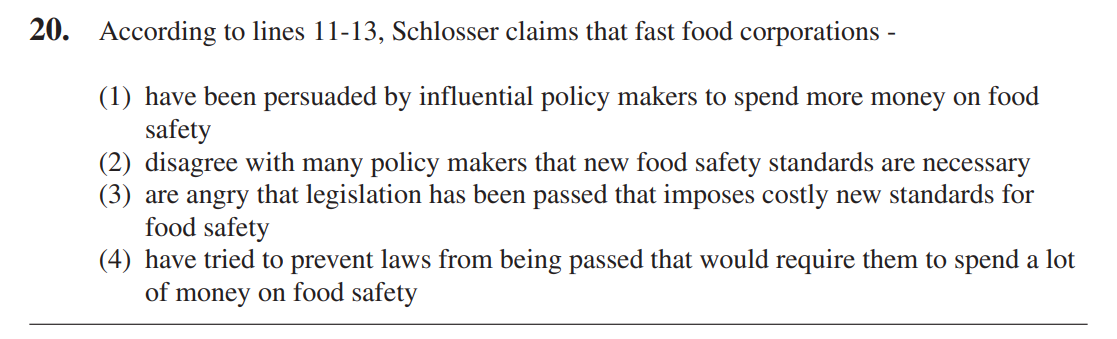 20. According to lines 11-13, Schlosser claims that fast food corporations -
(1) have been persuaded by influential policy makers to spend more money on food
safety
(2) disagree with many policy makers that new food safety standards are necessary
(3) are angry that legislation has been passed that imposes costly new standards for
food safety
(4) have tried to prevent laws from being passed that would require them to spend a lot
of money on food safety